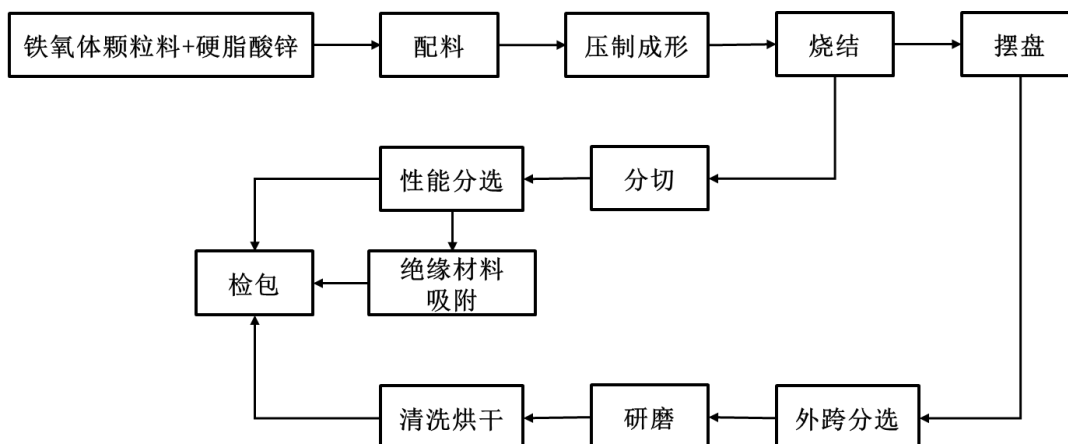 铁氧体颗粒料+硬脂酸锌
配料
压制成形
烧结
摆盘
性能分选
分切
检包
绝缘材料
吸附
清洗烘干
研磨
外跨分选